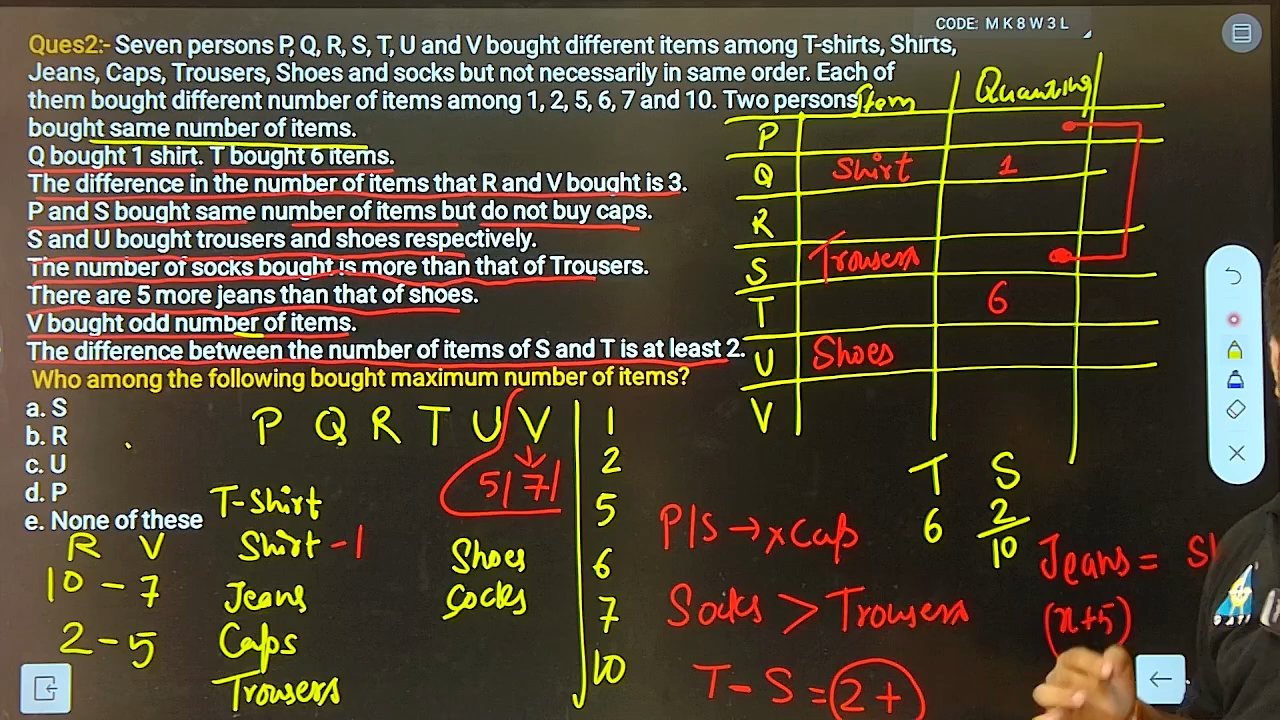 CODE: M K 8 W 3 L
Ques2:- Seven persons P, Q, R, S, T, U and V bought different items among T-shirts, Shirts,
Jeans, Caps, Trousers, Shoes and socks but not necessarily in same order. Each of
them bought different number of items among 1, 2, 5, 6, 7 and 10. Two persons
bought same number of items.
Q bought 1 shirt. T bought 6 items.
The difference in the number of items that R and V bought is 3.
P and S bought same number of items but do not buy caps.
S and U bought trousers and shoes respectively.
The number of socks bought is more than that of Trousers.
There are 5 more jeans than that of shoes.
V bought odd number of items.
The difference between the number of items of S and T is at least 2.
Who among the following bought maximum number of items?
a. S
b. R
c. U
d. P
e. None of these
Item Quantity
P
Q Shirt 1
R
S Trousers
T 6
U Shoes
V
P Q R T U V
5/7/
1
2
5
6
7
10
T-Shirt
Shirt - 1
Jeans
Caps
Trousers
Shoes
Socks
R V
10 - 7
2 - 5
P/S → x Caps
Socks > Trousers
T - S = 2+
T S
6 2/10
Jeans =
(x+5)